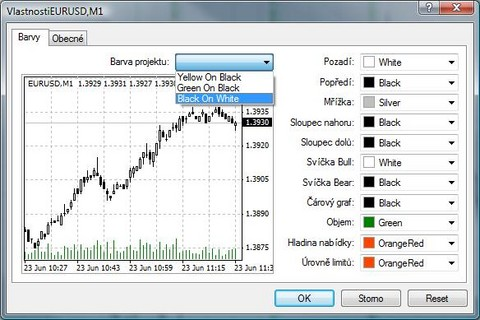 VlastnostiEURUSD,M1
Barvy
Obecné
Barva projektu:
Yellow On Black
Green On Black
Black On White
EURUSD,M1 1.3929 1.3930 1.3927
1.3935
1.3930
1.3925
1.3915
1.3905
1.3895
1.3890
1.3875
23 Jun 10:27 23 Jun 10:43 23 Jun 10:59 23 Jun 11:15 23 Jun 11:3
Pozadí: White
Popředí: Black
Mřížka: Silver
Sloupec nahoru: Black
Sloupec dolů: Black
Svíčka Bull: White
Svíčka Bear: Black
Čárový graf: Black
Objem: Green
Hladina nabídky: OrangeRed
Úrovně limitů: OrangeRed
OK
Storno
Reset